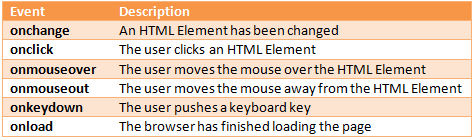 Event Description
onchange An HTML Element has been changed
onclick The user clicks an HTML Element
onmouseover The user moves the mouse over the HTML Element
onmouseout The user moves the mouse away from the HTML Element
onkeydown The user pushes a keyboard key
onload The browser has finished loading the page